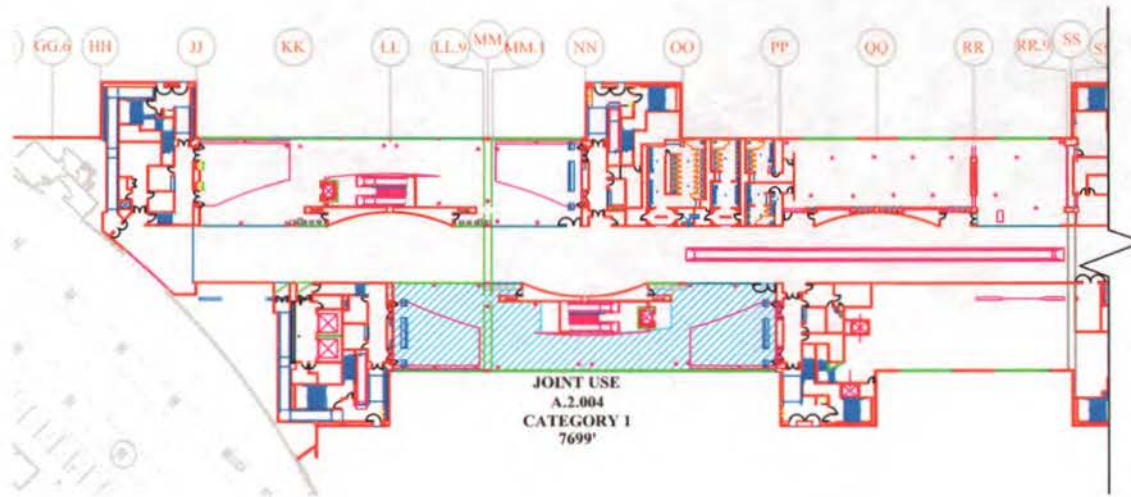 GG.6 HH JJ KK LL LL.9 MM MM.1 NN OO PP QQ RR RR.9 SS
JOINT USE
A.2.004
CATEGORY 1
7699'